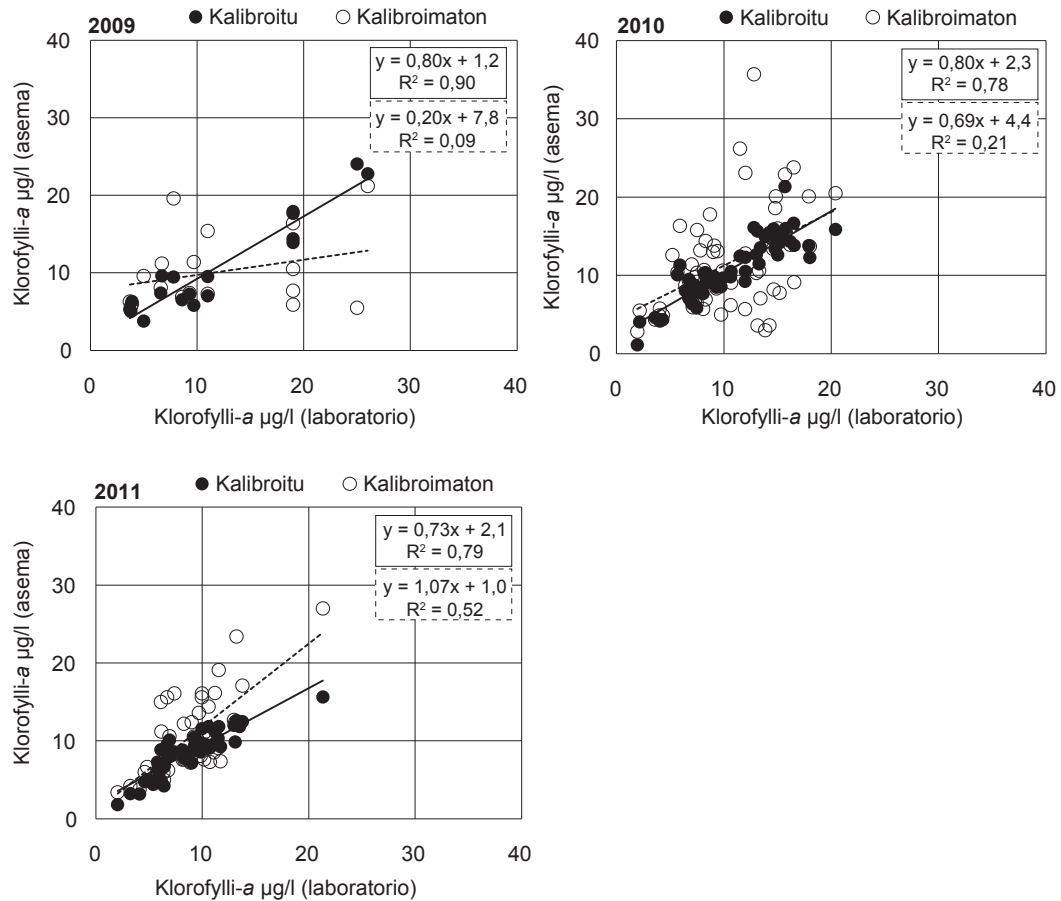 ● Kalibroitu ○ Kalibroimaton
2009
40
30
20
10
0
y = 0,80x + 1,2
R² = 0,90
y = 0,20x + 7,8
R² = 0,09
Klorofylli-a µg/l (asema)
0 10 20 30 40
Klorofylli-a µg/l (laboratorio)
● Kalibroitu ○ Kalibroimaton
2010
40
30
20
10
0
y = 0,80x + 2,3
R² = 0,78
y = 0,69x + 4,4
R² = 0,21
Klorofylli-a µg/l (asema)
0 10 20 30 40
Klorofylli-a µg/l (laboratorio)
● Kalibroitu ○ Kalibroimaton
2011
40
30
20
10
0
y = 0,73x + 2,1
R² = 0,79
y = 1,07x + 1,0
R² = 0,52
Klorofylli-a µg/l (asema)
0 10 20 30 40
Klorofylli-a µg/l (laboratorio)